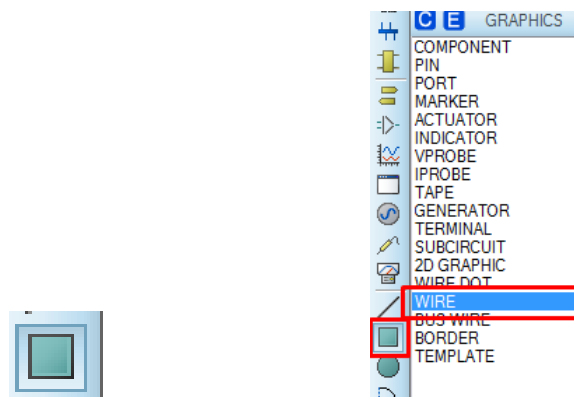 C E GRAPHICS
COMPONENT
PIN
PORT
MARKER
ACTUATOR
INDICATOR
VPROBE
IPROBE
TAPE
GENERATOR
TERMINAL
SUBCIRCUIT
2D GRAPHIC
WIRE DOT
WIRE
BUS WIRE
BORDER
TEMPLATE